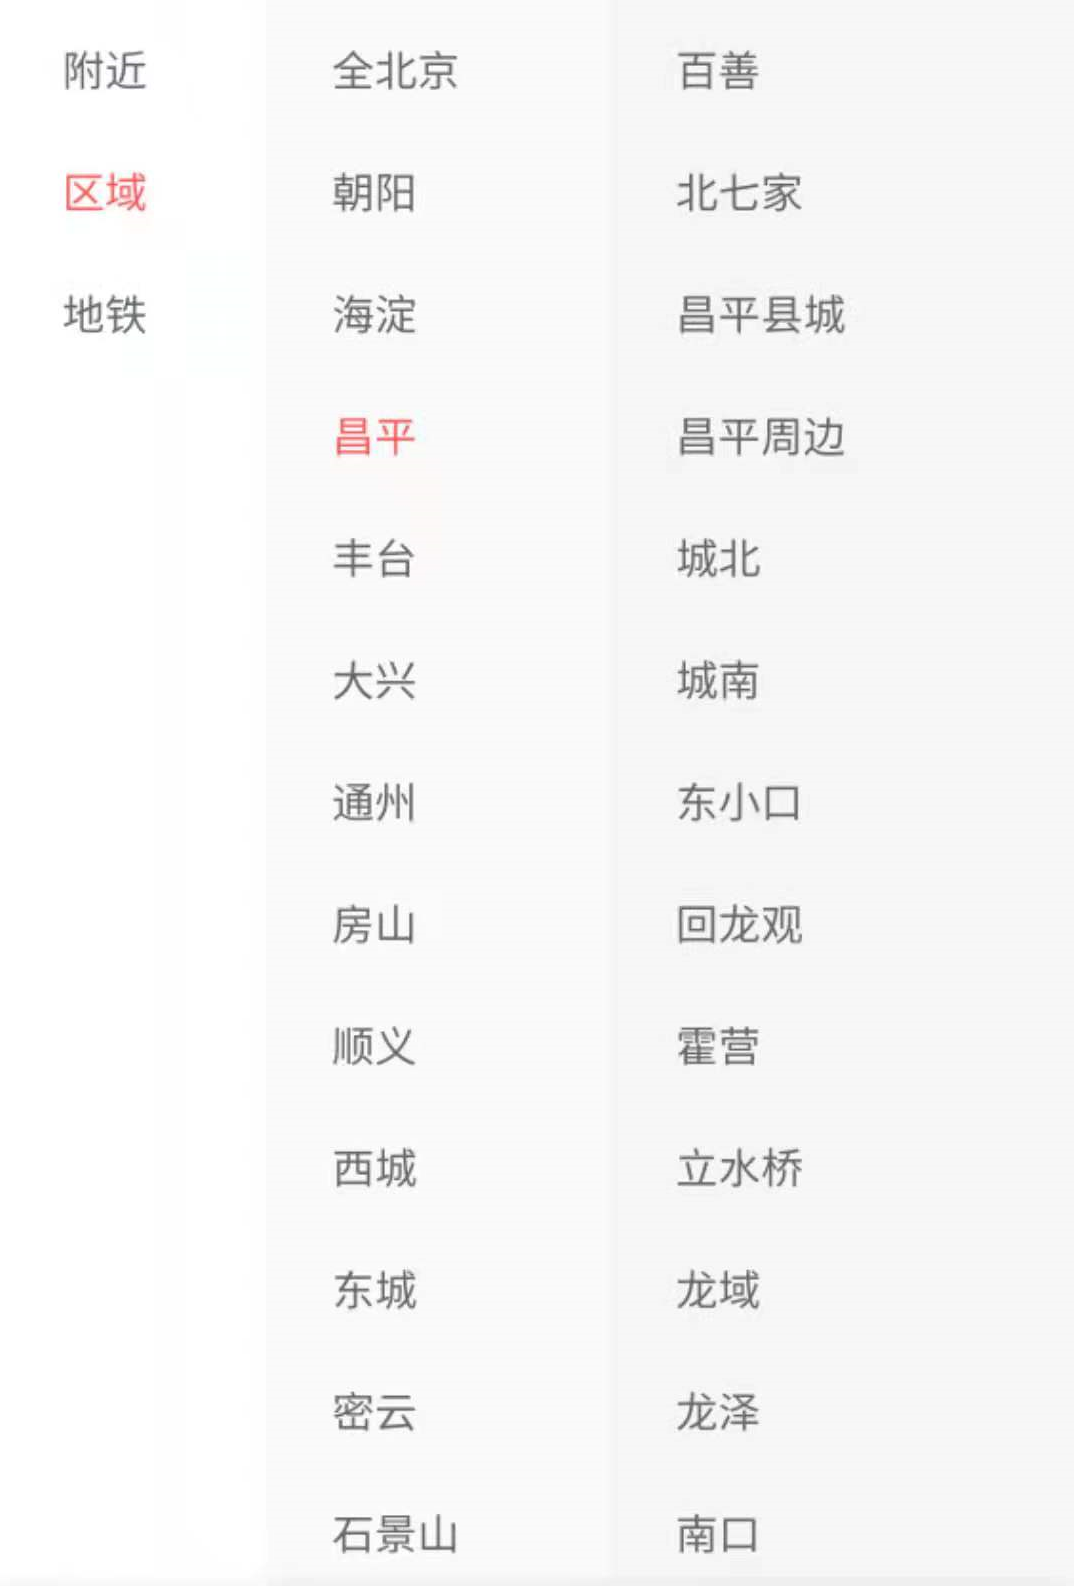 附近
区域
地铁
全北京
朝阳
海淀
昌平
丰台
大兴
通州
房山
顺义
西城
东城
密云
石景山
百善
北七家
昌平县城
昌平周边
城北
城南
东小口
回龙观
霍营
立水桥
龙域
龙泽
南口